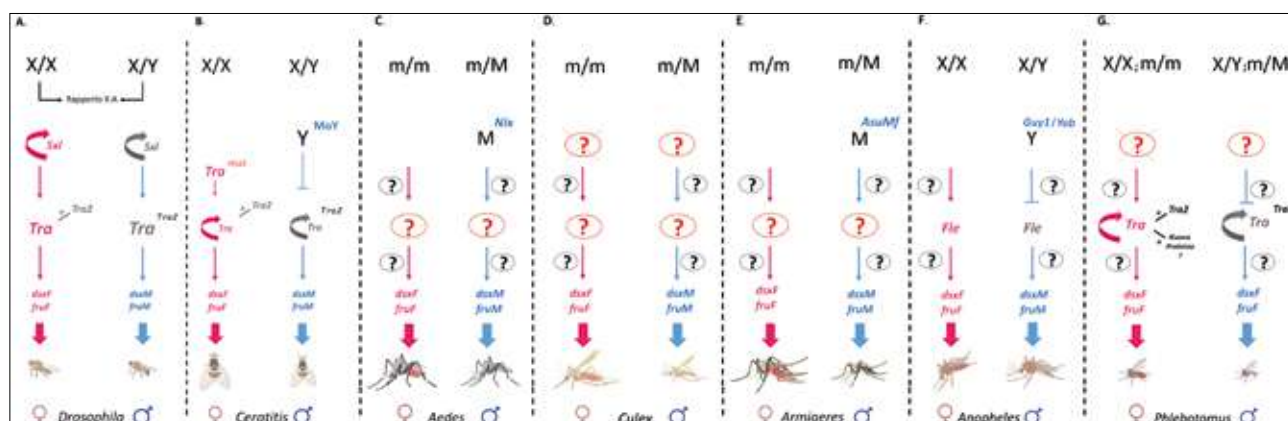 A. B. C. D. E. F. G.
X/X X/Y X/X X/Y m/m m/M m/m m/M m/m m/M X/X X/Y X/X;m/m X/Y;m/M
Rapporto X:A
MoY Nix AsuMf Guy1/Yob
Y M M Y
Sxl Sxl ? ? ? ?
Tra ? ? ? ? ? ? ? ? ?
Tra Tra2 Tra Tra2 Tra Tra2 Tra Tra2 ? ? ? ? ? ? Fle Fle Tra Tra2 Tra
? ? ? ? ? ? ? ? ? ?
dsxF dsxM dsxF dsxM dsxF dsxM dsxF dsxM dsxF dsxM dsxF dsxM dsxF dsxF
fruF fruM fruF fruM fruF fruM fruF fruM fruF fruM fruF fruM fruF fruF
♀ Drosophila ♂ ♀ Ceratitis ♂ ♀ Aedes ♂ ♀ Culex ♂ ♀ Armigeres ♂ ♀ Anopheles ♂ ♀ Phlebotomus ♂